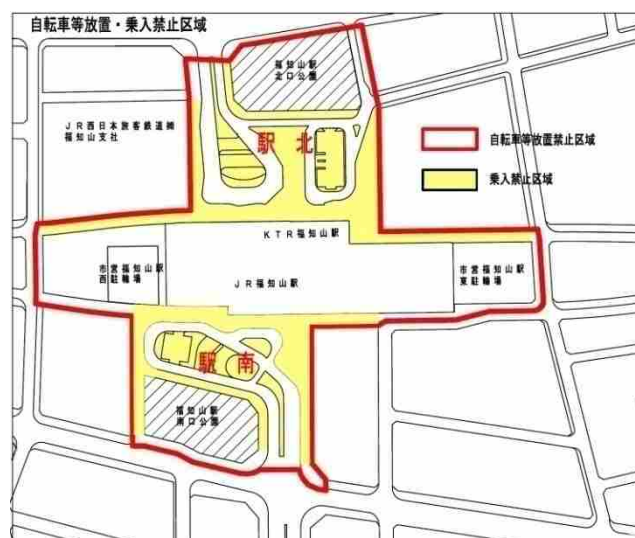 自転車等放置・乗入禁止区域
福知山駅
北口公園
JR西日本旅客鉄道㈱
福知山支社
駅北
自転車等放置禁止区域
乗入禁止区域
KTR福知山駅
市営福知山駅
西駐輪場
JR福知山駅
市営福知山駅
東駐輪場
駅南
福知山駅
南口公園